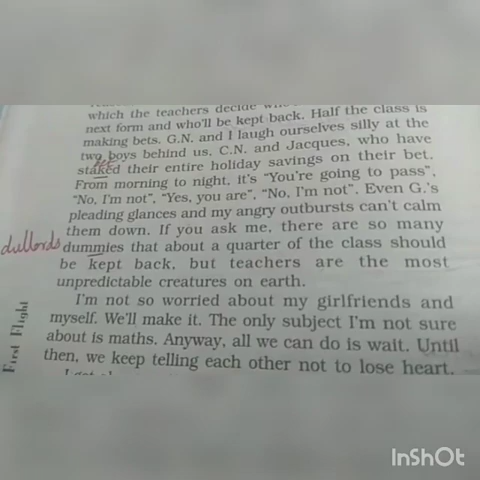 which the teachers decide
next form and who'll be kept back. Half the class is
making bets. G.N. and I laugh ourselves silly at the
two boys behind us, C.N. and Jacques, who have
staked their entire holiday savings on their bet.
From morning to night, it's "You're going to pass",
"No, I'm not", "Yes, you are", "No, I'm not". Even G.'s
pleading glances and my angry outbursts can't calm
them down. If you ask me, there are so many
dullords dummies that about a quarter of the class should
be kept back, but teachers are the most
unpredictable creatures on earth.
I'm not so worried about my girlfriends and
myself. We'll make it. The only subject I'm not sure
about is maths. Anyway, all we can do is wait. Until
then, we keep telling each other not to lose heart.
First Flight
InShOt